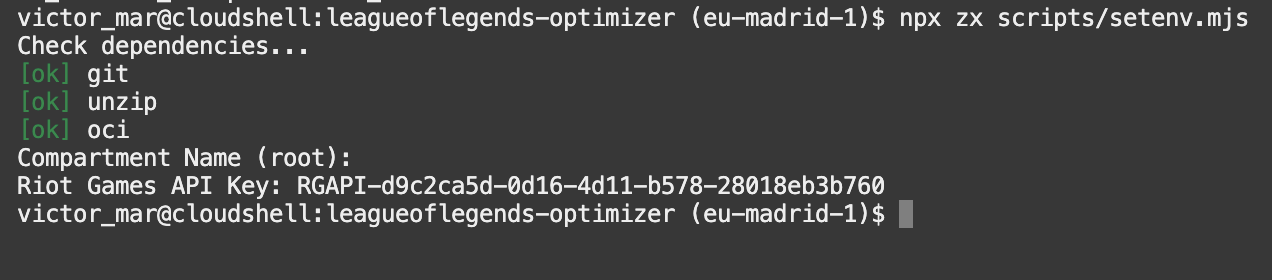 victor_mar@cloudshell:leagueoflegends-optimizer (eu-madrid-1)$ npx zx scripts/setenv.mjs
Check dependencies...
[ok] git
[ok] unzip
[ok] oci
Compartment Name (root):
Riot Games API Key: RGAPI-d9c2ca5d-0d16-4d11-b578-28018eb3b760
victor_mar@cloudshell:leagueoflegends-optimizer (eu-madrid-1)$